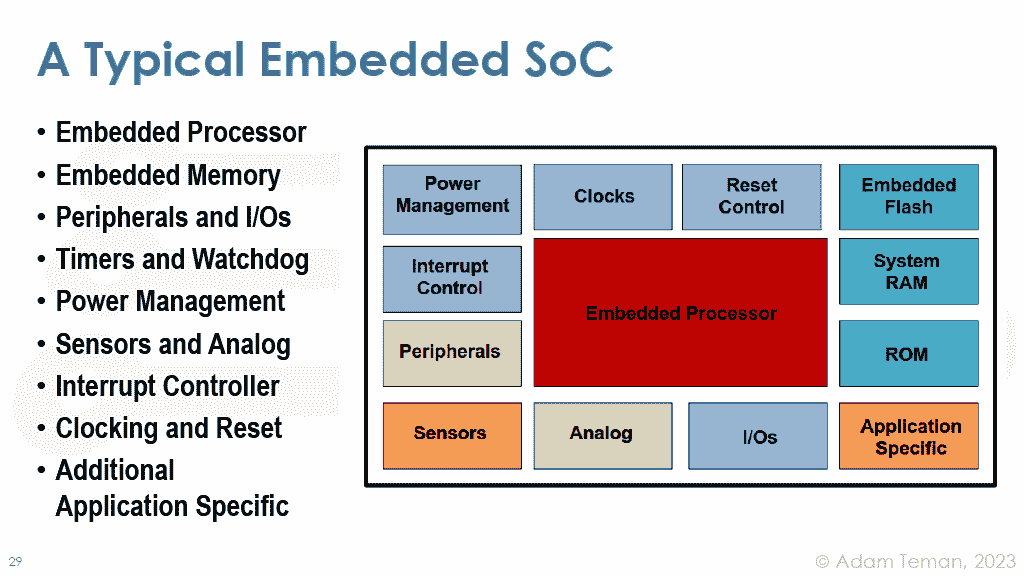 A Typical Embedded SoC
• Embedded Processor
• Embedded Memory
• Peripherals and I/Os
• Timers and Watchdog
• Power Management
• Sensors and Analog
• Interrupt Controller
• Clocking and Reset
• Additional
Application Specific
Power
Management
Clocks
Reset
Control
Embedded
Flash
Interrupt
Control
Embedded Processor
System
RAM
Peripherals
ROM
Sensors
Analog
I/Os
Application
Specific
29
© Adam Teman, 2023